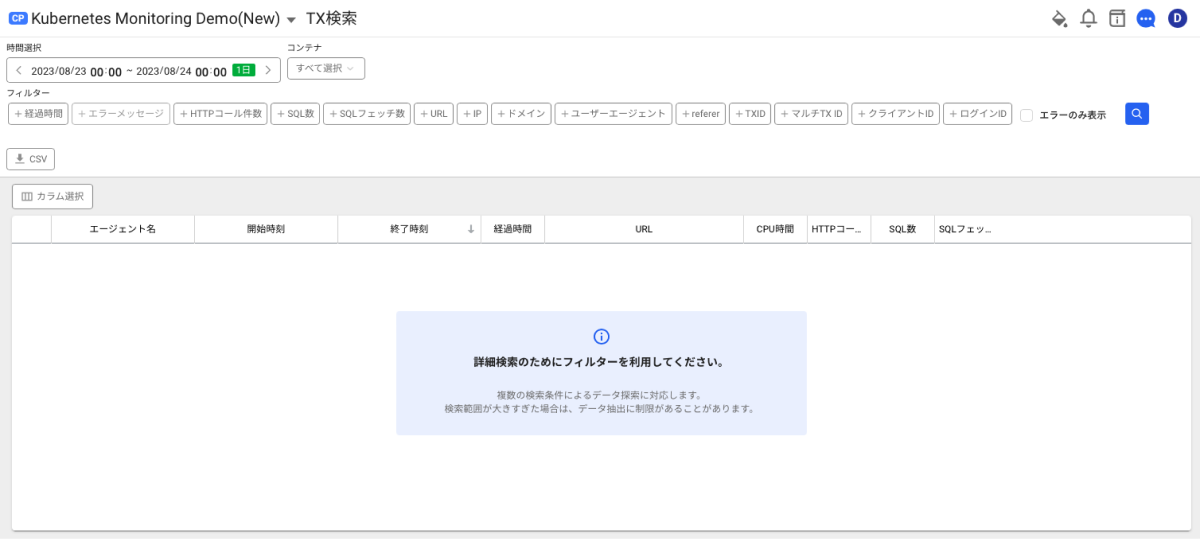 CP Kubernetes Monitoring Demo(New) TX検索
D
時間選択
コンテナ
2023/08/23 00:00 ~ 2023/08/24 00:00 1日
すべて選択
フィルター
+ 経過時間 + エラーメッセージ + HTTPコール件数 + SQL数 + SQLフェッチ数 + URL + IP + ドメイン + ユーザーエージェント + referer + TXID + マルチTX ID + クライアントID + ログインID エラーのみ表示
CSV
カラム選択
エージェント名 開始時刻 終了時刻 ↓ 経過時間 URL CPU時間 HTTPコー... SQL数 SQLフェッ...
詳細検索のためにフィルターを利用してください。
複数の検索条件によるデータ探索に対応します。
検索範囲が大きすぎた場合は、データ抽出に制限があることがあります。